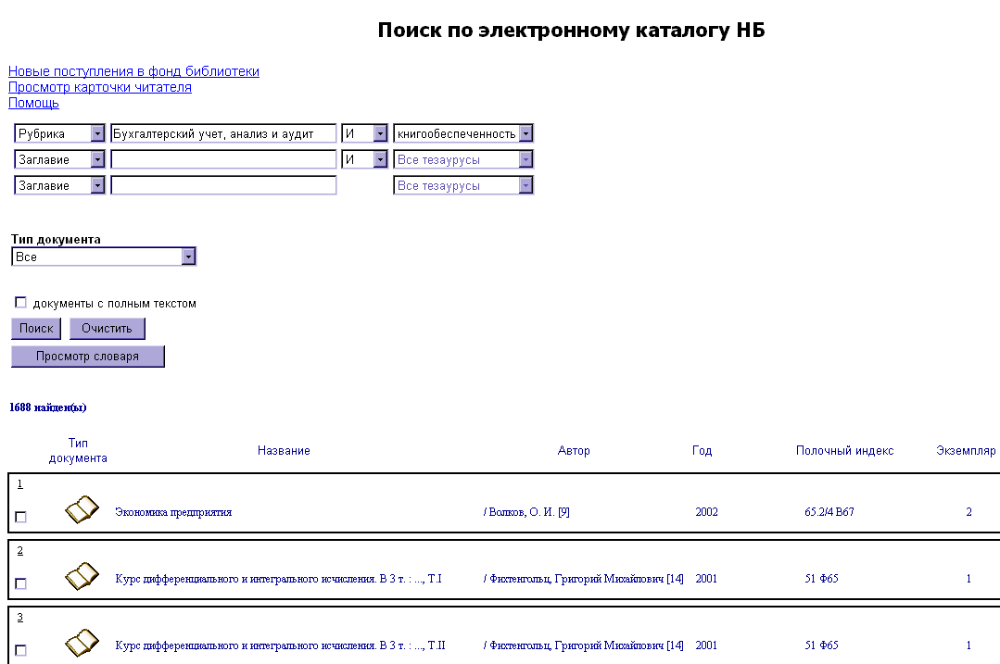 Поиск по электронному каталогу НБ
Новые поступления в фонд библиотеки
Просмотр карточки читателя
Помощь
Рубрика Бухгалтерский учет, анализ и аудит И книгообеспеченность
Заглавие И Все тезаурусы
Заглавие Все тезаурусы
Тип документа
Все
документы с полным текстом
Поиск Очистить
Просмотр словаря
1688 найден(ы)
Тип документа Название Автор Год Полочный индекс Экземпляр
1
Экономика предприятия / Волков, О. И. [9] 2002 65.2/4 В67 2
2
Курс дифференциального и интегрального исчисления. В 3 т. : ..., Т.I / Фихтенгольц, Григорий Михайлович [14] 2001 51 Ф65 1
3
Курс дифференциального и интегрального исчисления. В 3 т. : ..., Т.II / Фихтенгольц, Григорий Михайлович [14] 2001 51 Ф65 1